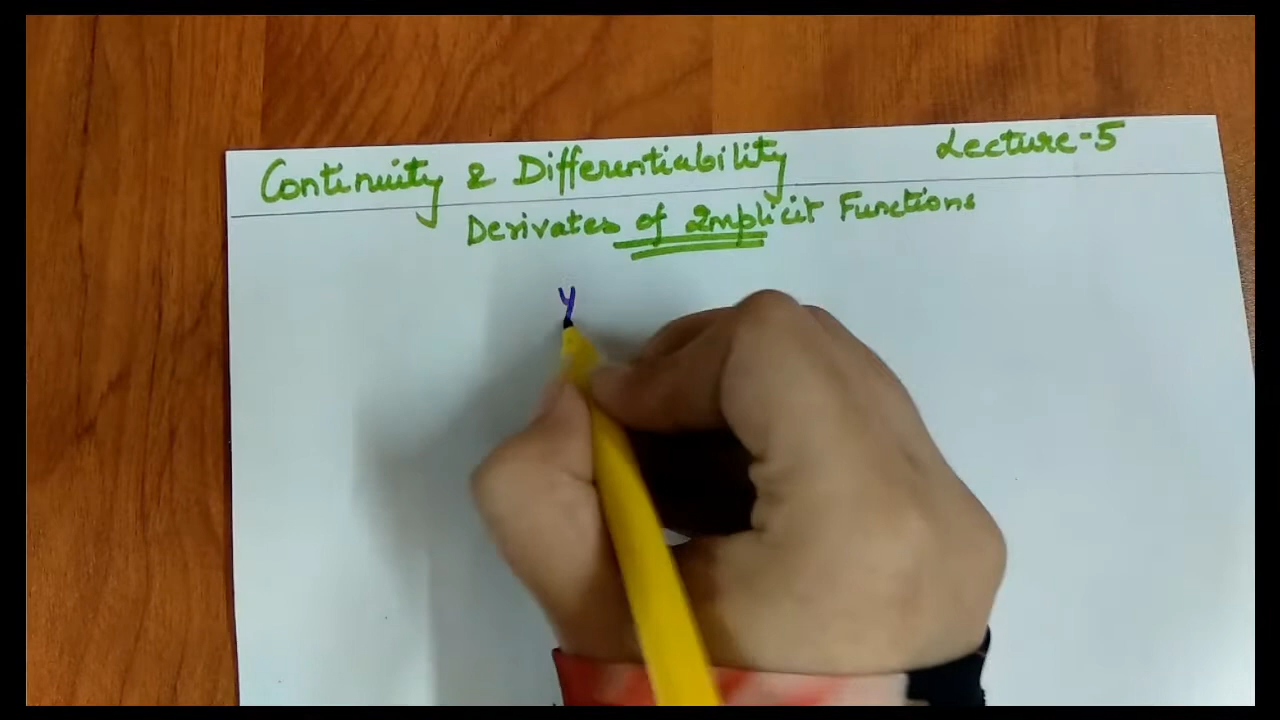 Continuity & Differentiability Lecture-5
Derivates of Implicit Functions
y